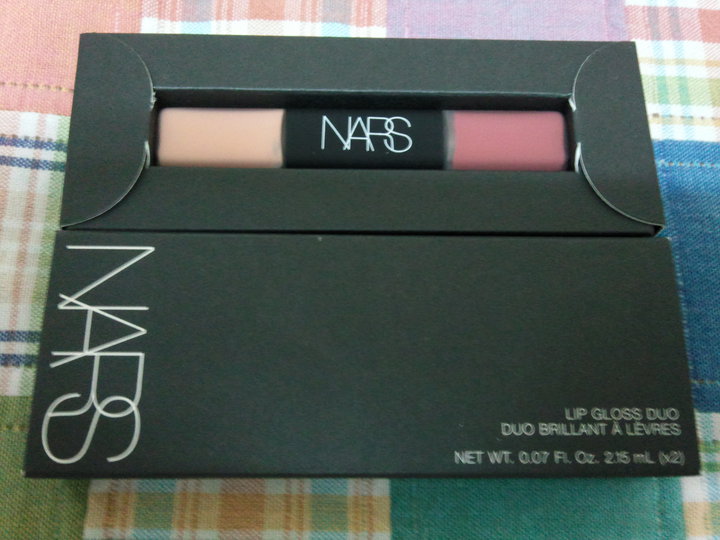 NARS
NARS
LIP GLOSS DUO
DUO BRILLANT À LÈVRES
NET WT. 0.07 Fl. Oz. 2.15 mL (x2)